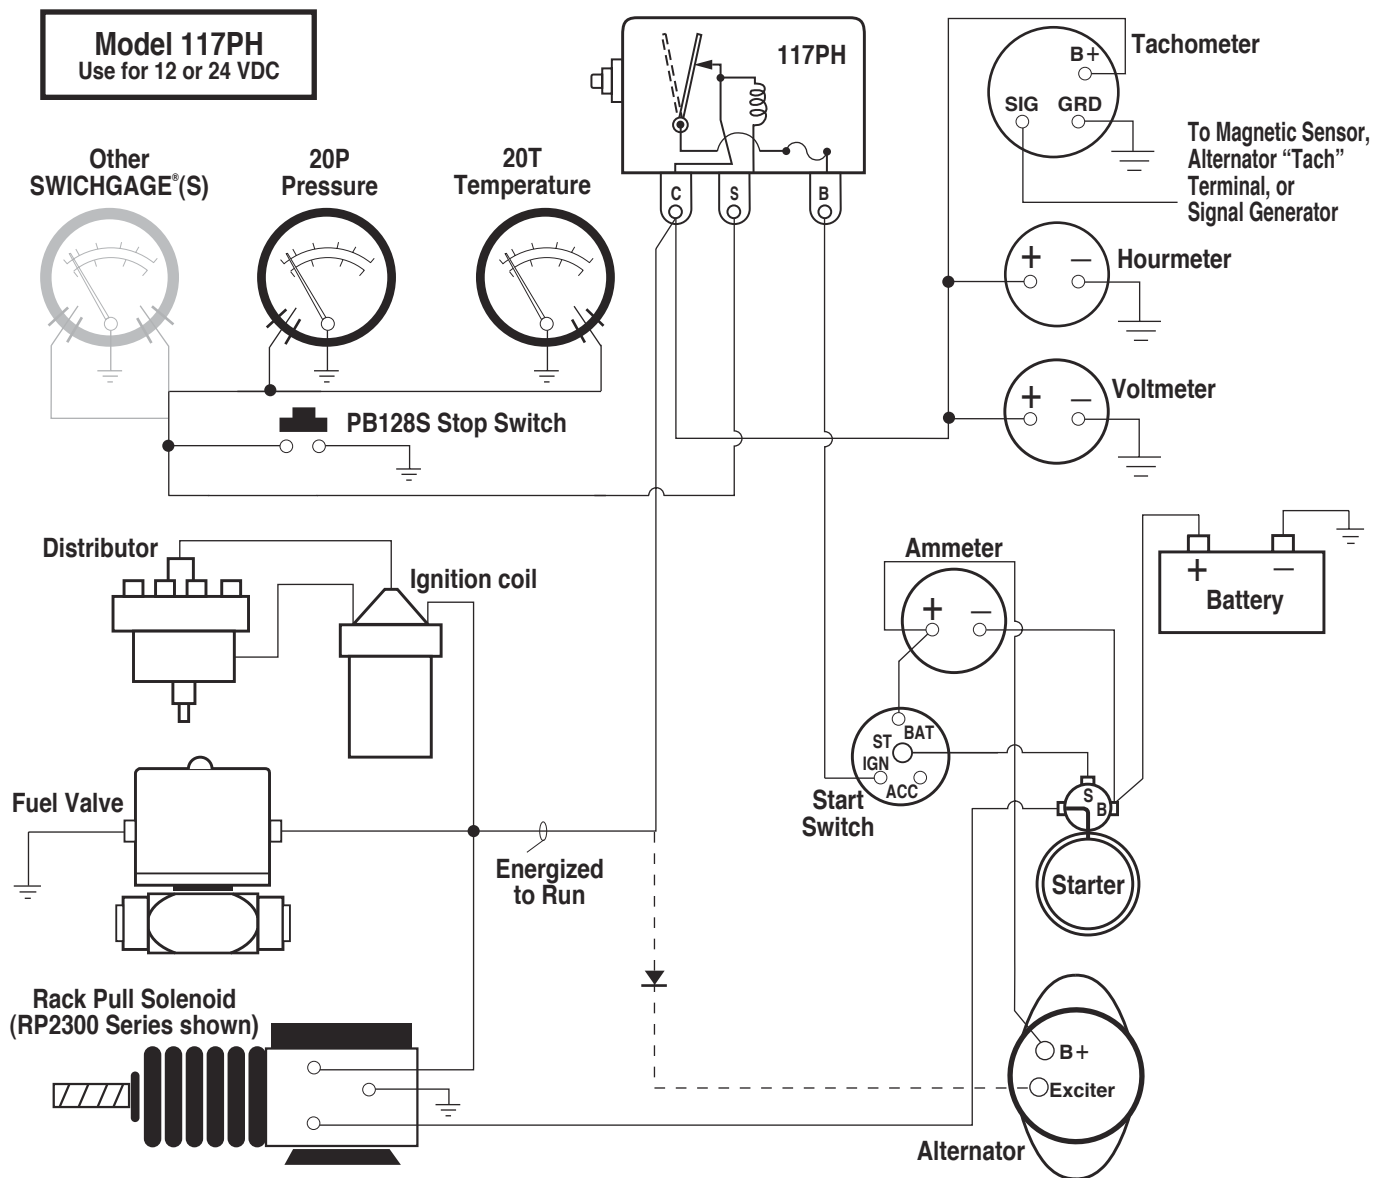 Model 117PH
Use for 12 or 24 VDC
117PH
C
S
B
B+
SIG
GRD
Tachometer
To Magnetic Sensor,
Alternator “Tach”
Terminal, or
Signal Generator
Other
SWICHGAGE®(S)
20P
Pressure
20T
Temperature
+
−
Hourmeter
+
−
Voltmeter
PB128S Stop Switch
Distributor
Ignition coil
Ammeter
+
−
+
−
Battery
BAT
ST
IGN
ACC
Start
Switch
S
B
Starter
Fuel Valve
Energized
to Run
Rack Pull Solenoid
(RP2300 Series shown)
B+
Exciter
Alternator